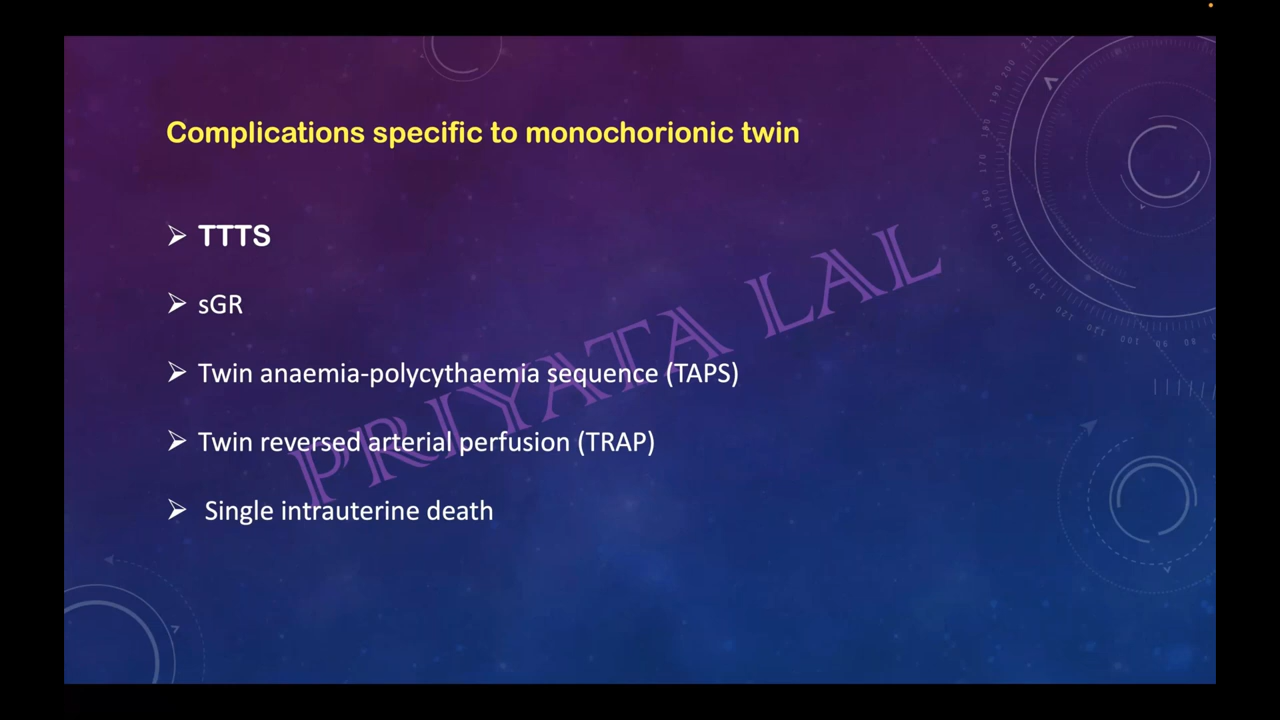 Complications specific to monochorionic twin
TTTS
sGR
Twin anaemia-polycythaemia sequence (TAPS)
Twin reversed arterial perfusion (TRAP)
Single intrauterine death
PRIYATA LAL